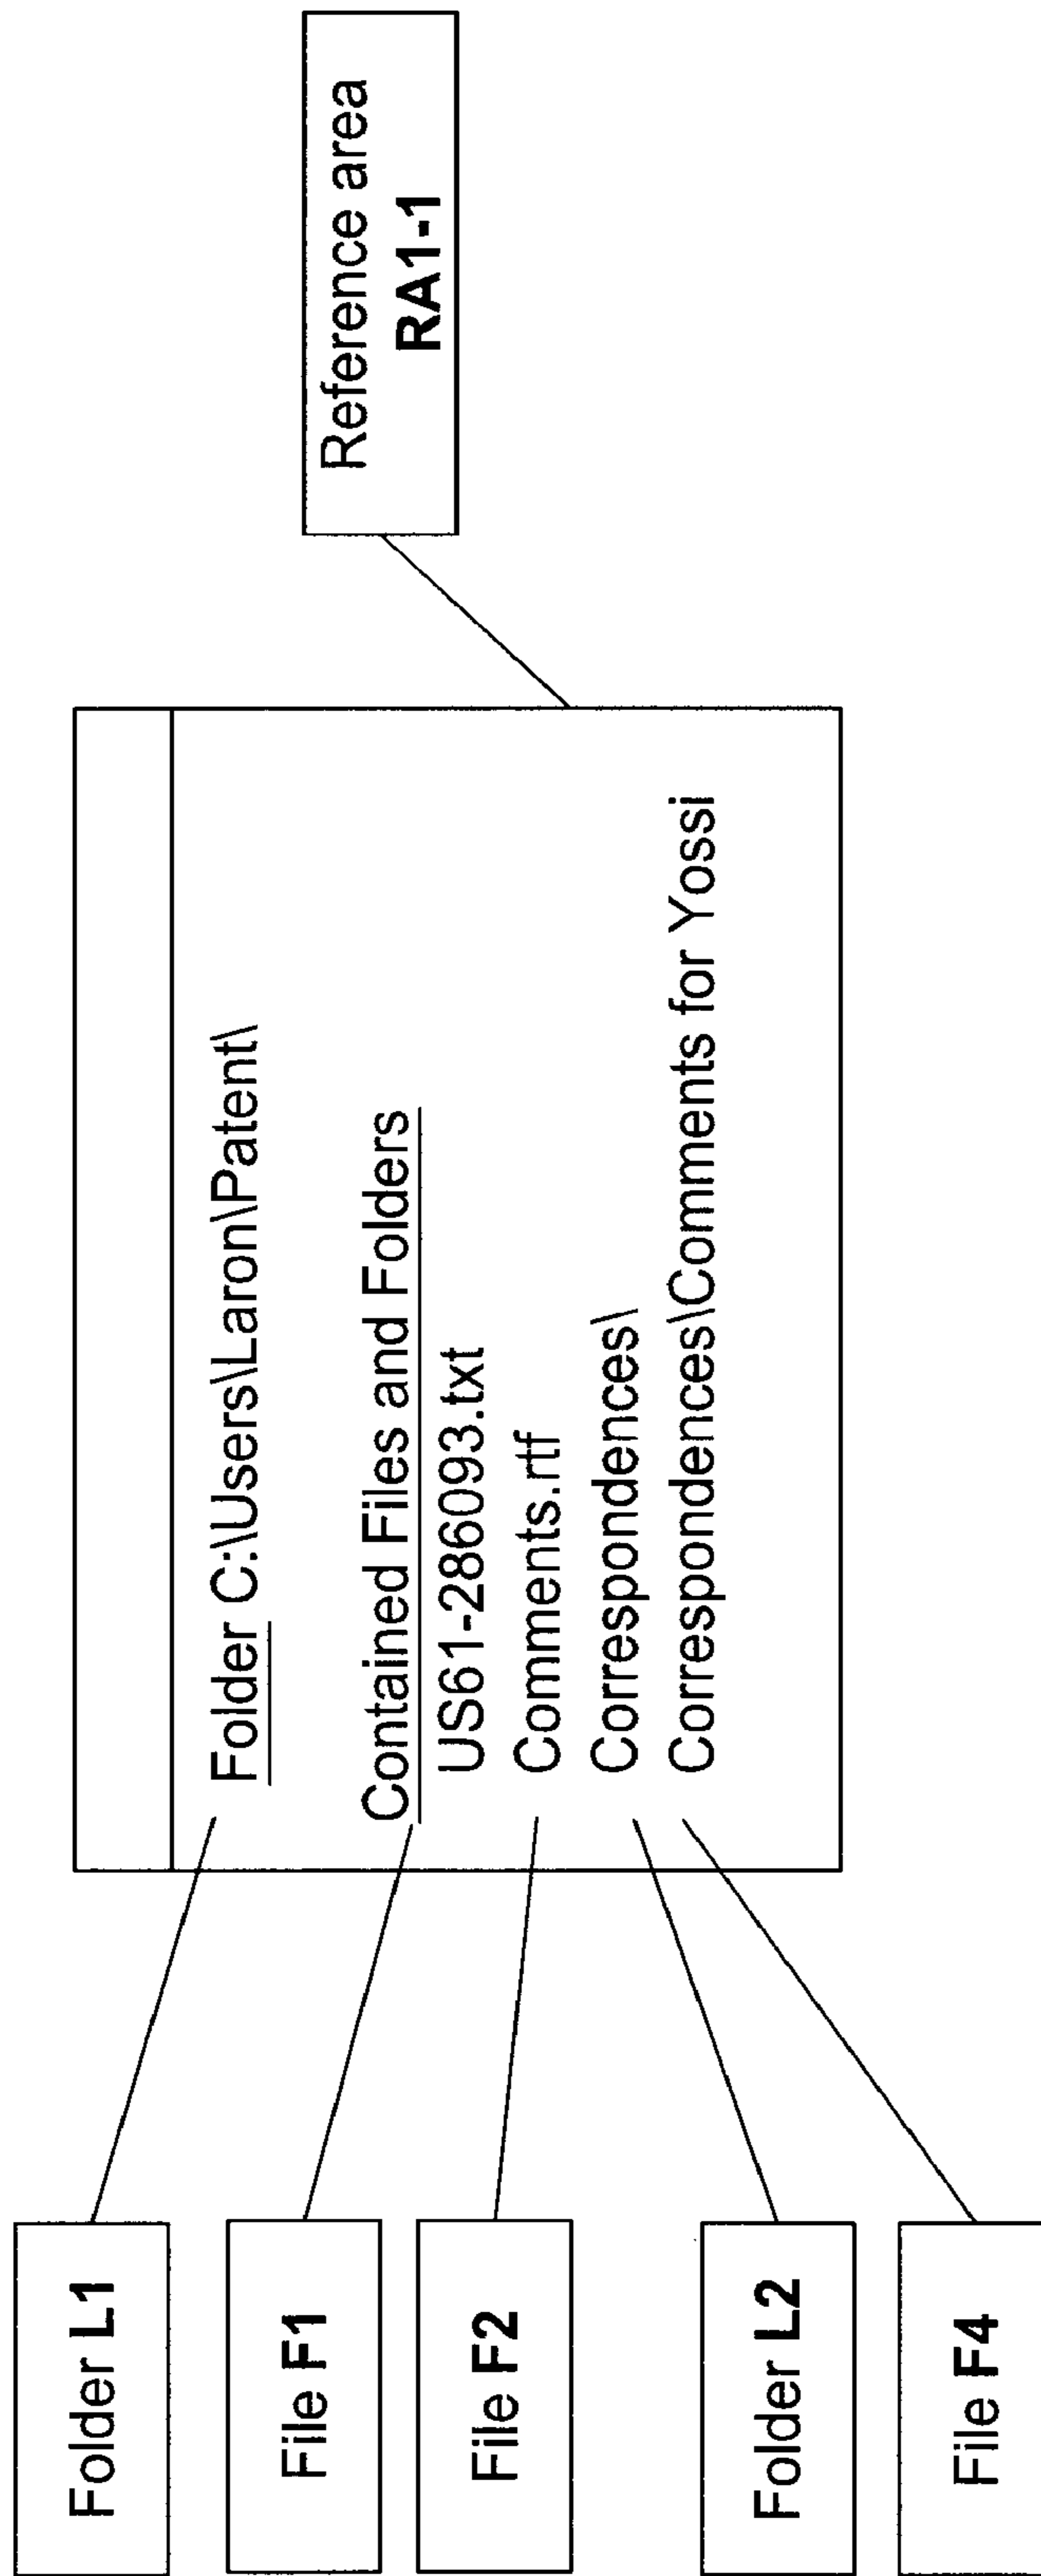 Folder L1
File F1
File F2
Folder L2
File F4
Folder C:\Users\Laron\Patent\
Contained Files and Folders
US61-286093.txt
Comments.rtf
Correspondences\
Correspondences\Comments for Yossi
Reference area
RA1-1